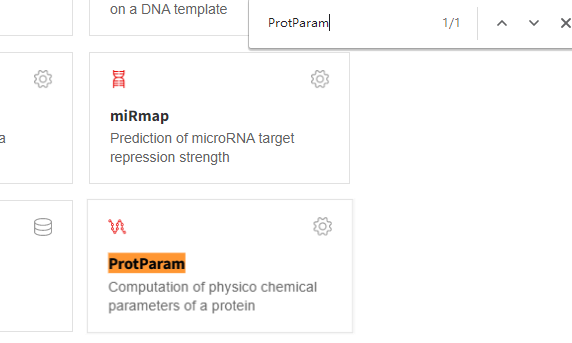 on a DNA template
ProtParam
1/1
miRmap
Prediction of microRNA target
repression strength
a
ProtParam
Computation of physico chemical
parameters of a protein